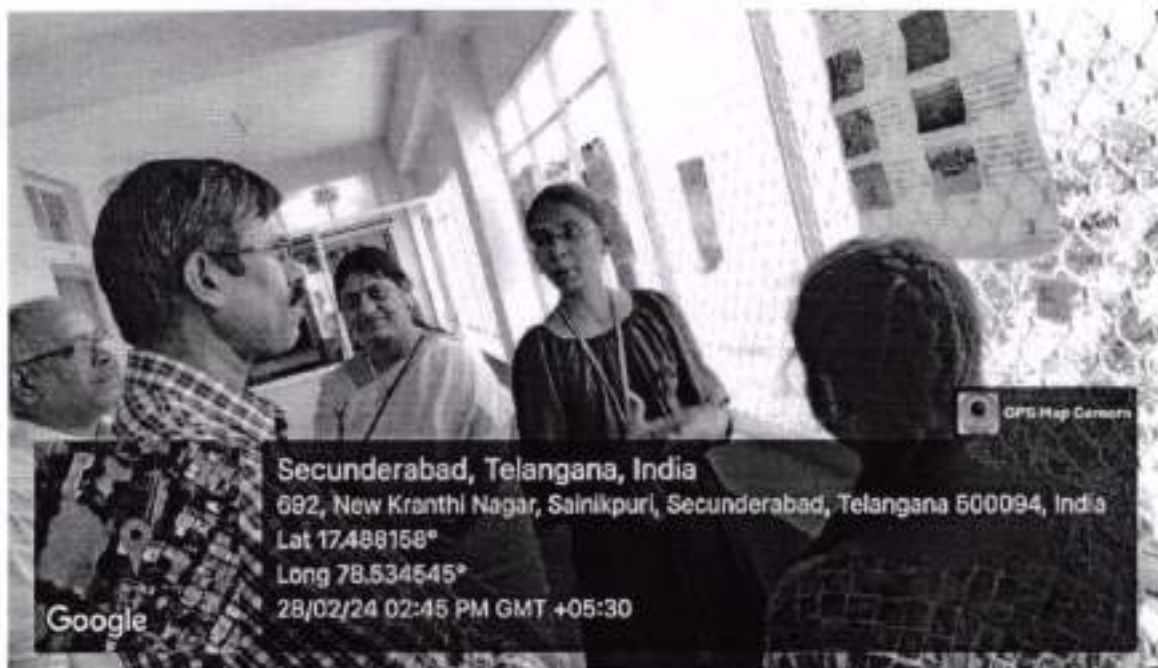 GPS Map Camera
Secunderabad, Telangana, India
692, New Kranthi Nagar, Sainikpuri, Secunderabad, Telangana 500094, India
Lat 17.488158°
Long 78.534545°
28/02/24 02:45 PM GMT +05:30
Google